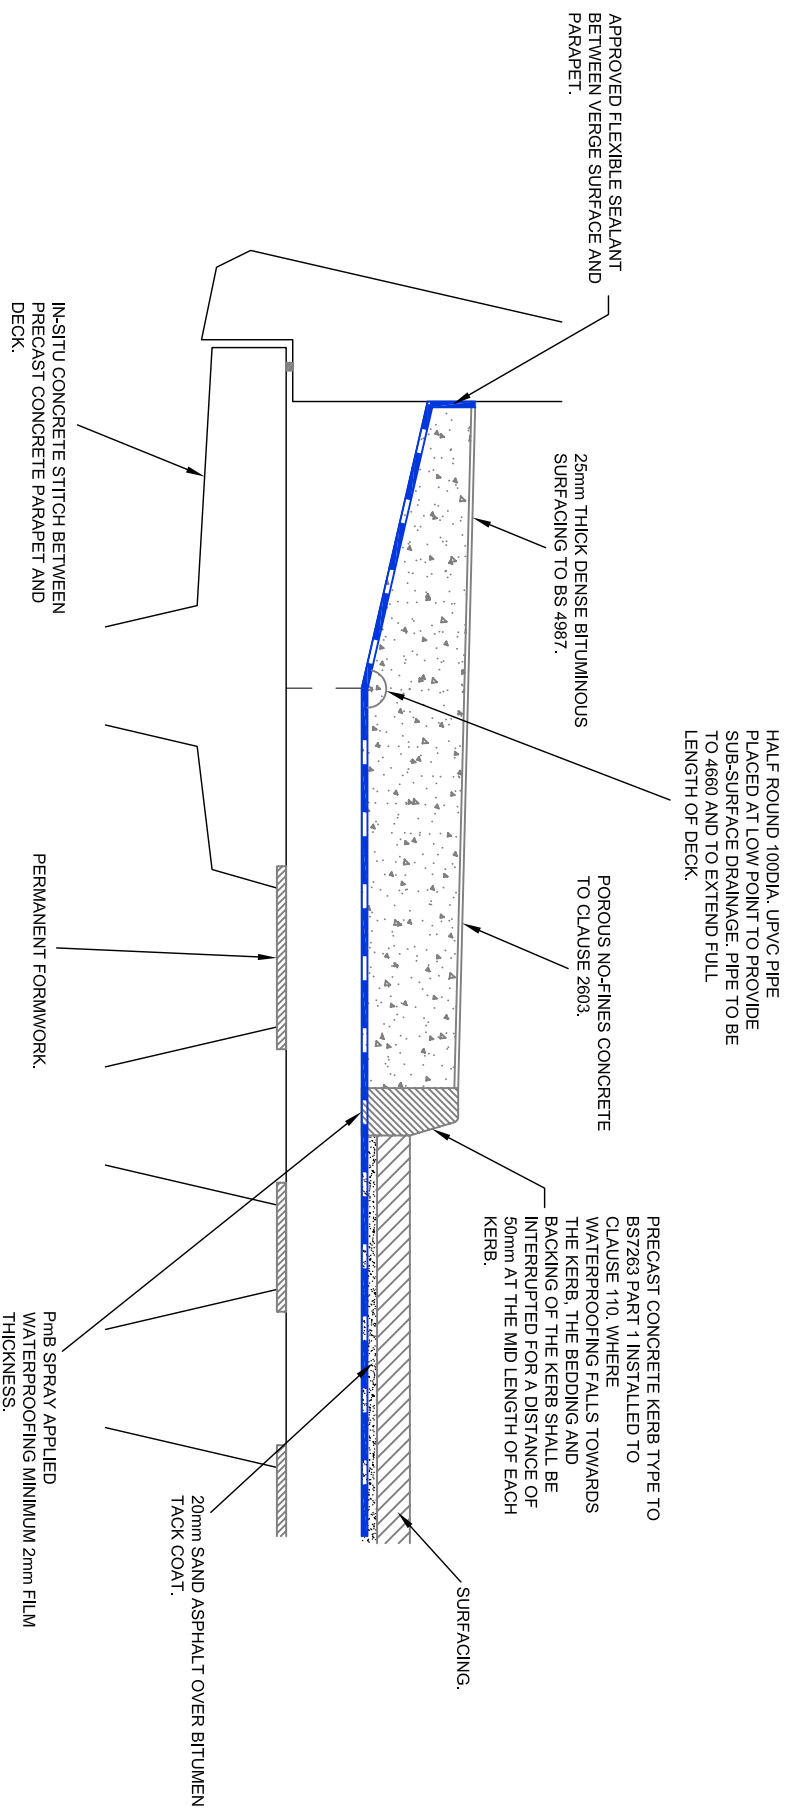 APPROVED FLEXIBLE SEALANT
BETWEEN VERGE SURFACE AND
PARAPET.
25mm THICK DENSE BITUMINOUS
SURFACING TO BS 4987.
HALF ROUND 100DIA. UPVC PIPE
PLACED AT LOW POINT TO PROVIDE
SUB-SURFACE DRAINAGE. PIPE TO BE
TO 4660 AND TO EXTEND FULL
LENGTH OF DECK.
POROUS NO-FINES CONCRETE
TO CLAUSE 2603.
PRECAST CONCRETE KERB TYPE TO
BS7263 PART 1 INSTALLED TO
CLAUSE 110. WHERE
WATERPROOFING FALLS TOWARDS
THE KERB, THE BEDDING AND
BACKING OF THE KERB SHALL BE
INTERRUPTED FOR A DISTANCE OF
50mm AT THE MID LENGTH OF EACH
KERB.
SURFACING.
IN-SITU CONCRETE STITCH BETWEEN
PRECAST CONCRETE PARAPET AND
DECK.
PERMANENT FORMWORK.
PmB SPRAY APPLIED
WATERPROOFING MINIMUM 2mm FILM
THICKNESS.
20mm SAND ASPHALT OVER BITUMEN
TACK COAT.